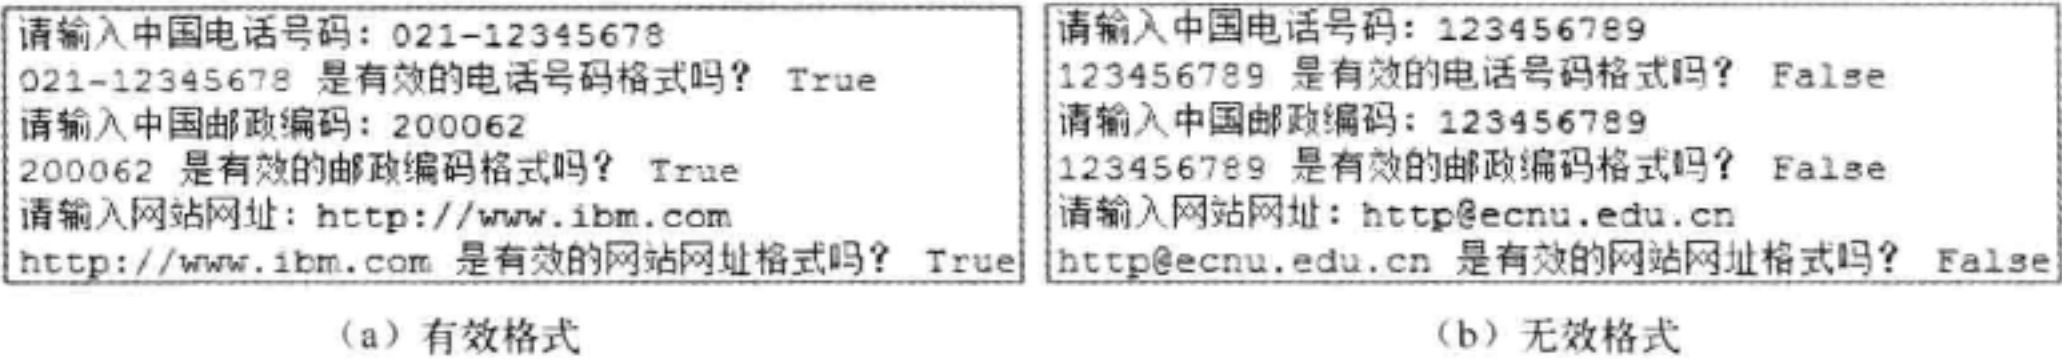 请输入中国电话号码: 021-12345678
021-12345678 是有效的电话号码格式吗? True
请输入中国邮政编码: 200062
200062 是有效的邮政编码格式吗? True
请输入网站网址: http://www.ibm.com
http://www.ibm.com 是有效的网站网址格式吗? True
(a) 有效格式
请输入中国电话号码: 123456789
123456789 是有效的电话号码格式吗? False
请输入中国邮政编码: 123456789
123456789 是有效的邮政编码格式吗? False
请输入网站网址: http@ecnu.edu.cn
http@ecnu.edu.cn 是有效的网站网址格式吗? False
(b) 无效格式